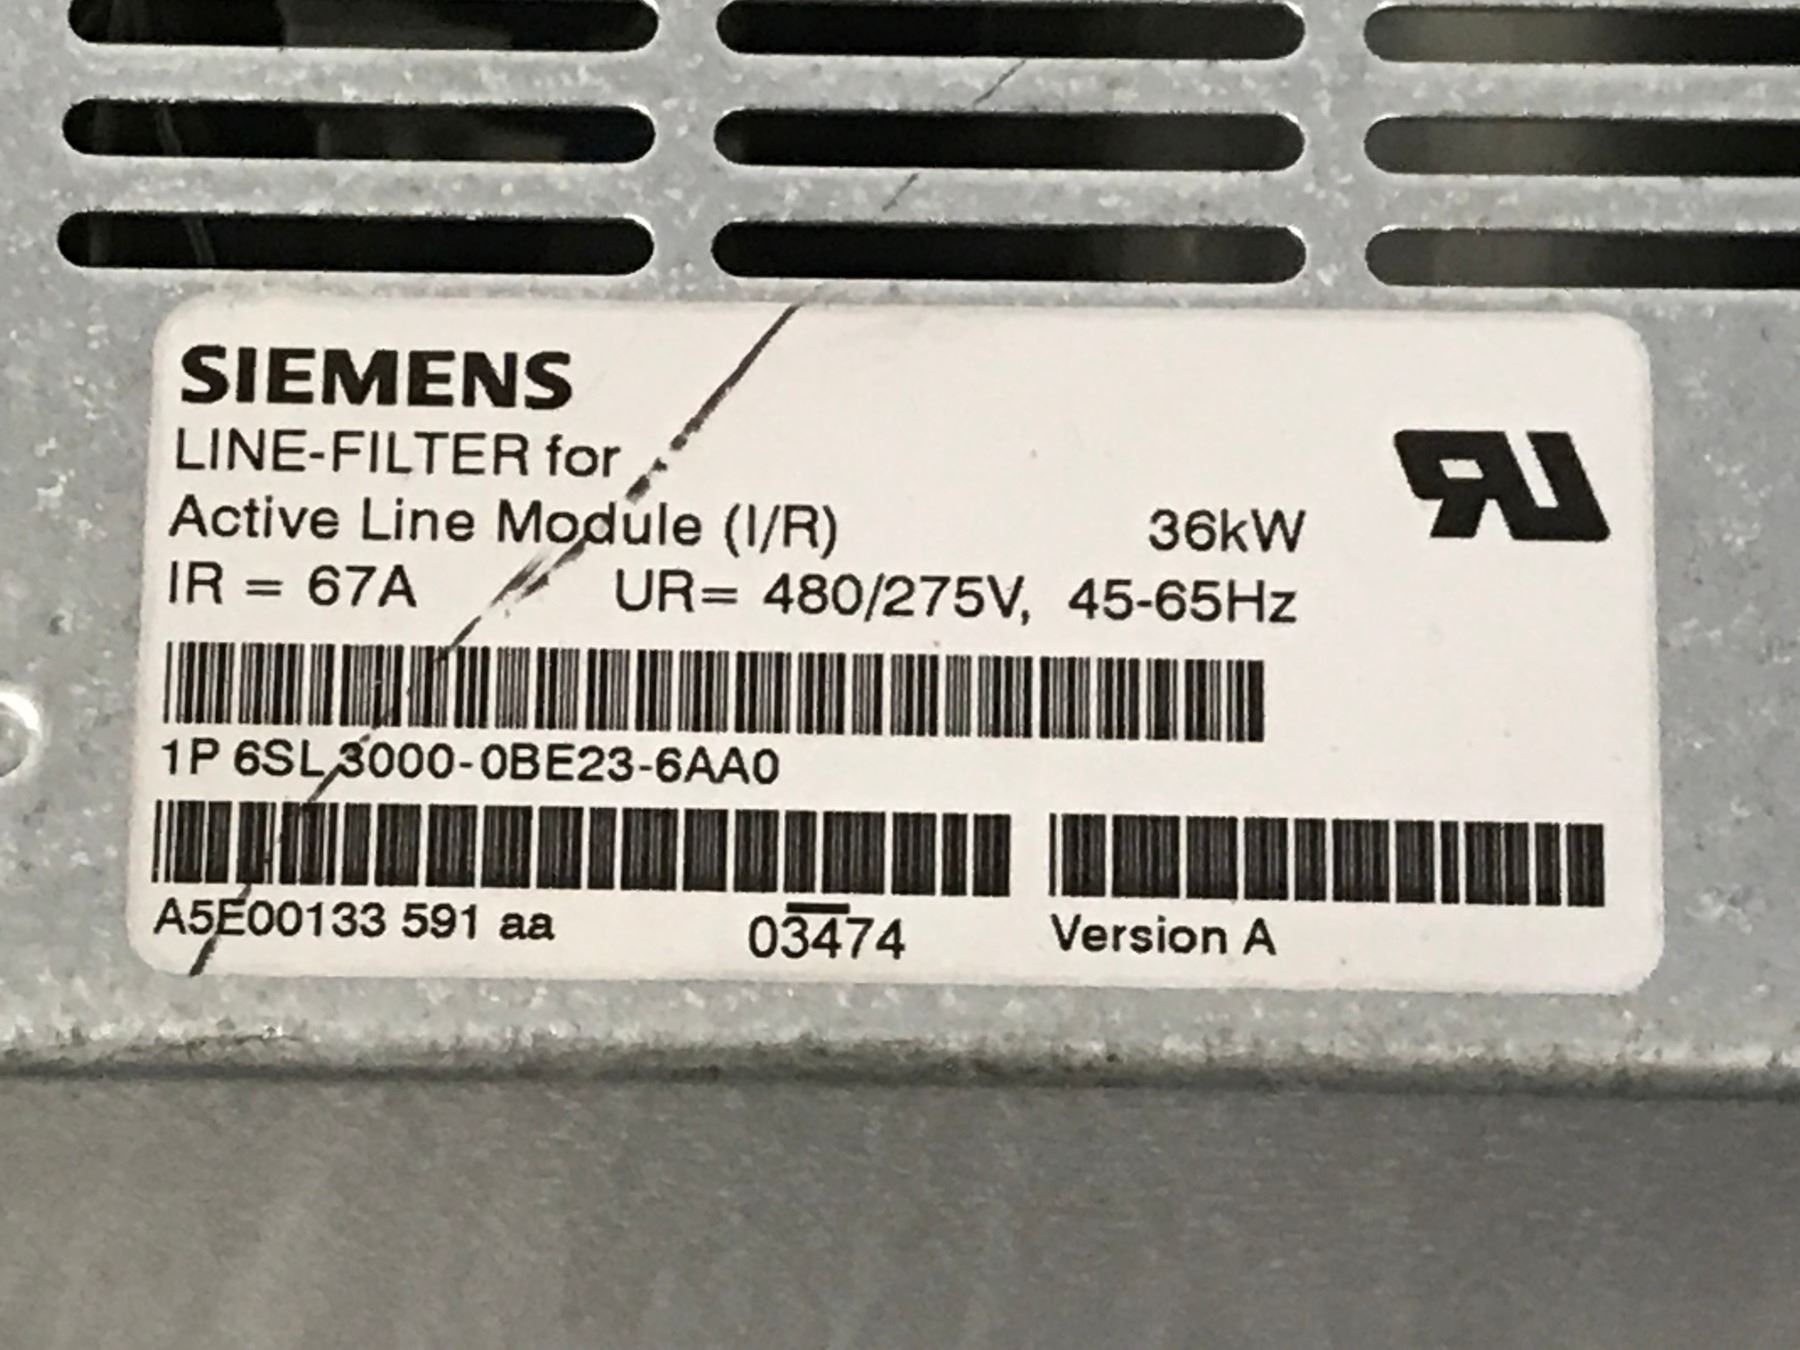 SIEMENS
LINE-FILTER for
Active Line Module (I/R) 36kW
IR = 67A UR= 480/275V, 45-65Hz
1P 6SL3000-0BE23-6AA0
A5E00133 591 aa 03474 Version A